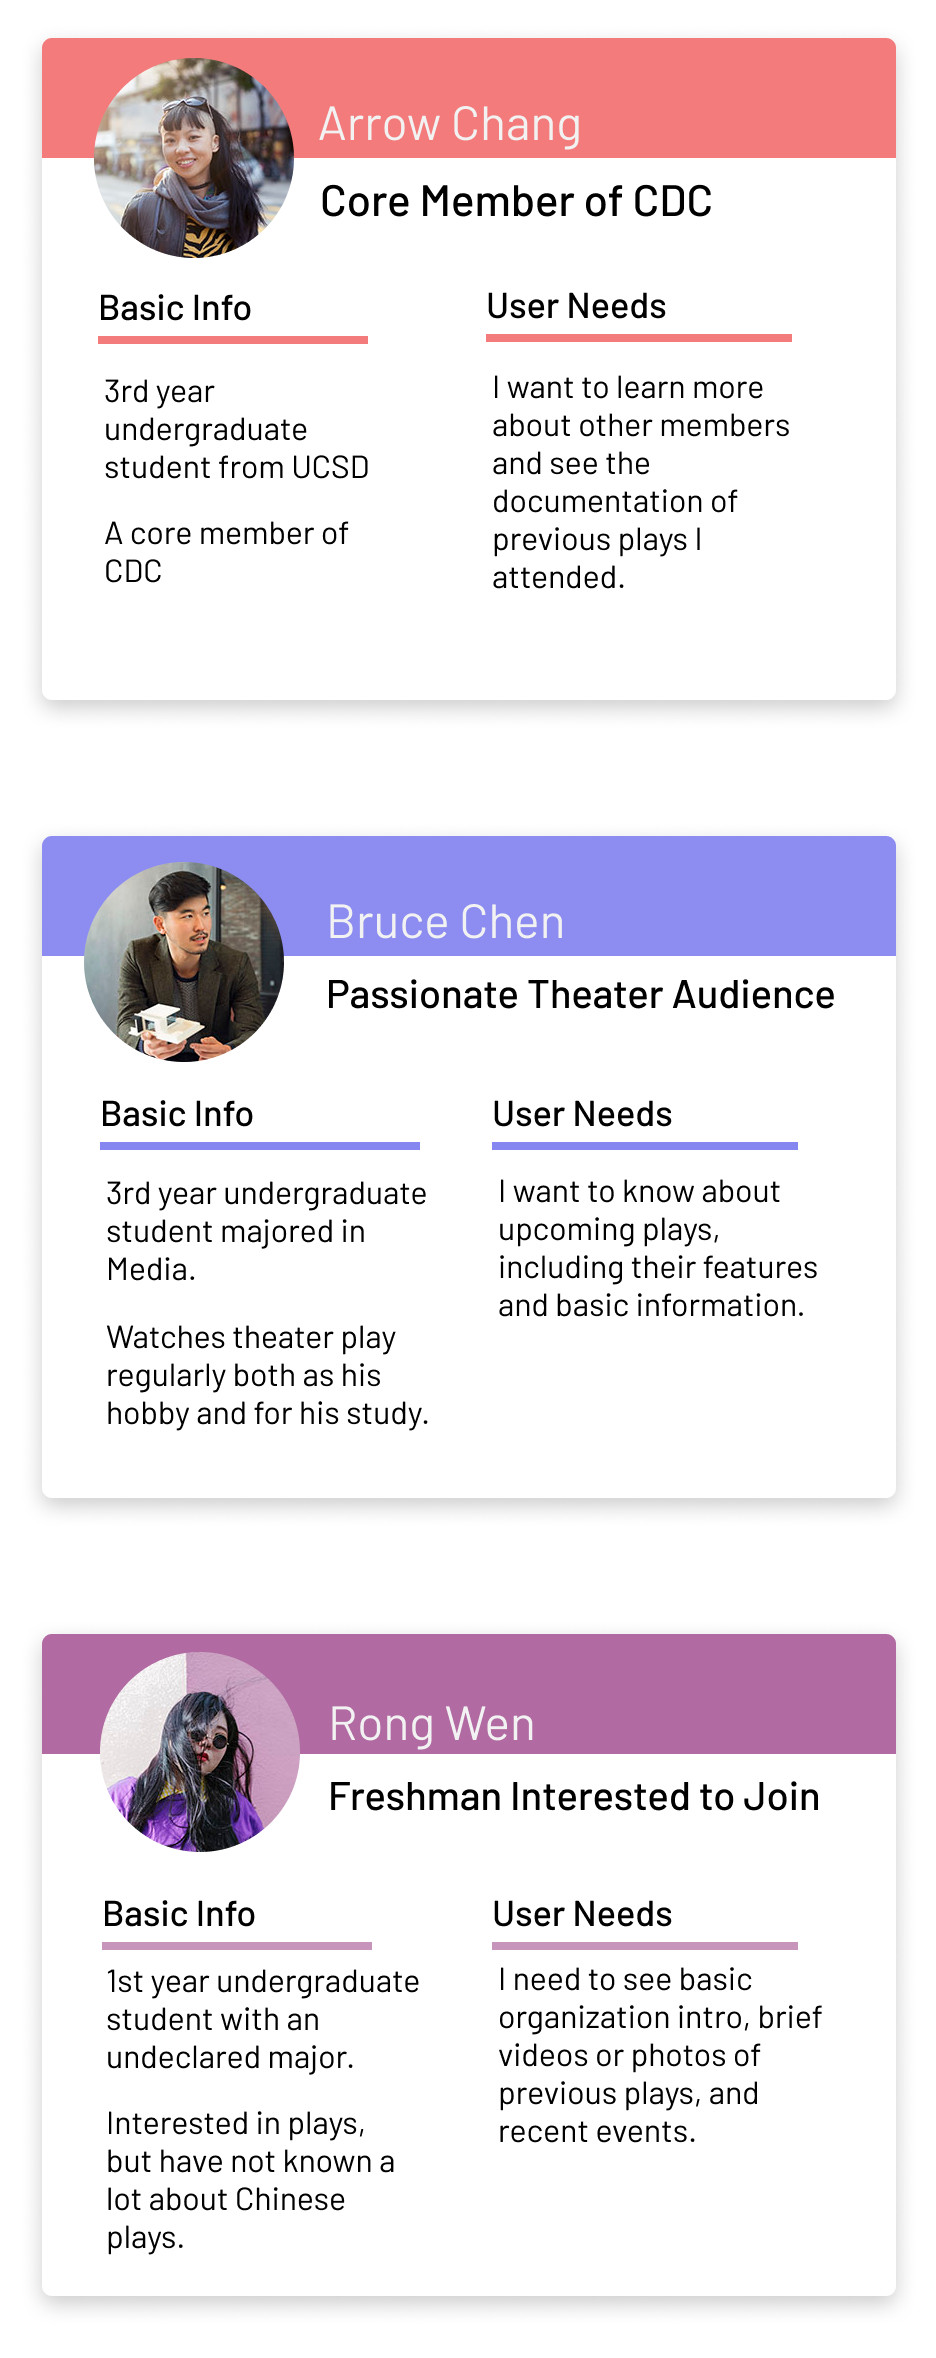 Arrow Chang
Core Member of CDC
Basic Info
3rd year
undergraduate
student from UCSD
A core member of
CDC
User Needs
I want to learn more
about other members
and see the
documentation of
previous plays I
attended.
Bruce Chen
Passionate Theater Audience
Basic Info
3rd year undergraduate
student majored in
Media.
Watches theater play
regularly both as his
hobby and for his study.
User Needs
I want to know about
upcoming plays,
including their features
and basic information.
Rong Wen
Freshman Interested to Join
Basic Info
1st year undergraduate
student with an
undeclared major.
Interested in plays,
but have not known a
lot about Chinese
plays.
User Needs
I need to see basic
organization intro, brief
videos or photos of
previous plays, and
recent events.